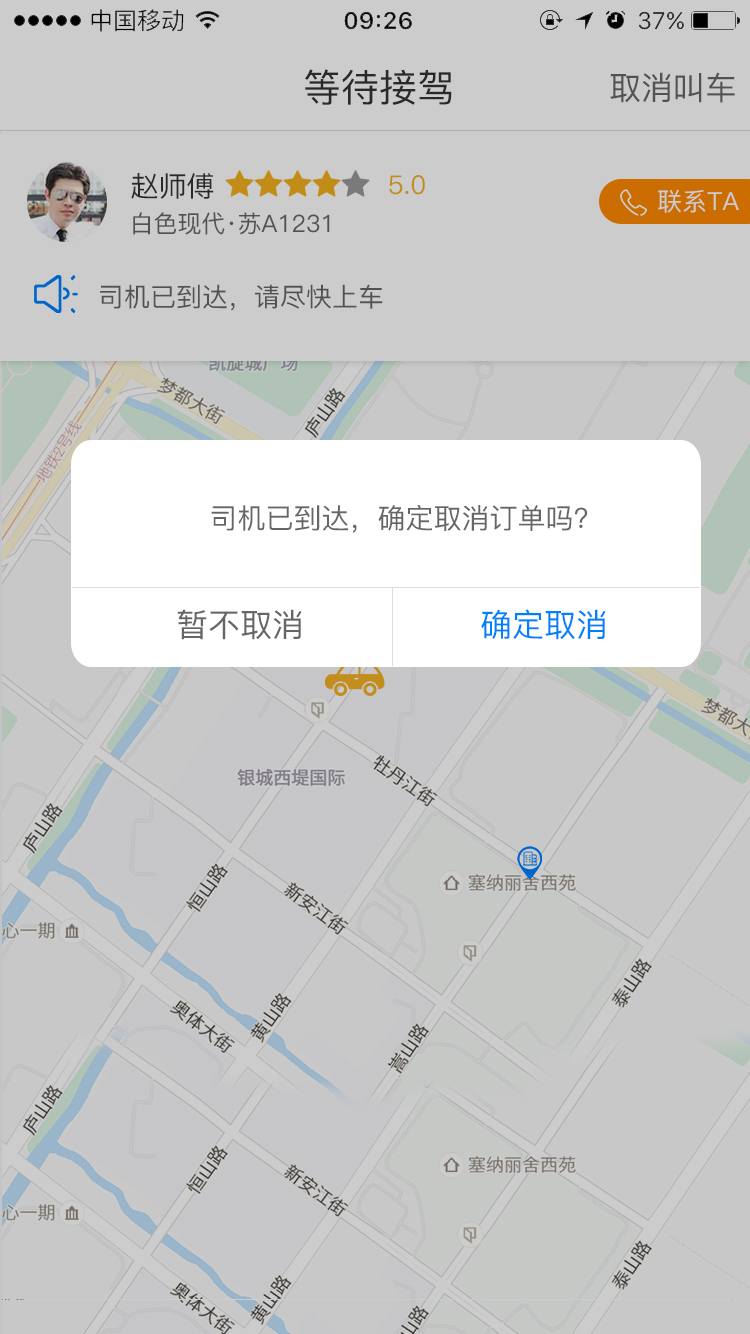 中国移动 09:26 37%
等待接驾 取消叫车
赵师傅 5.0
联系TA
白色现代·苏A1231
司机已到达，请尽快上车
凯旋城广场
梦都大街
庐山路
地铁2号线
司机已到达，确定取消订单吗?
暂不取消 确定取消
梦都大
银城西堤国际
牡丹江街
庐山路
塞纳丽舍西苑
恒山路
新安江街
心一期
泰山路
奥体大街
黄山路
嵩山路
庐山路
塞纳丽舍西苑
恒山路
新安江街
心一期
泰山路
奥体大街
黄山路
山路